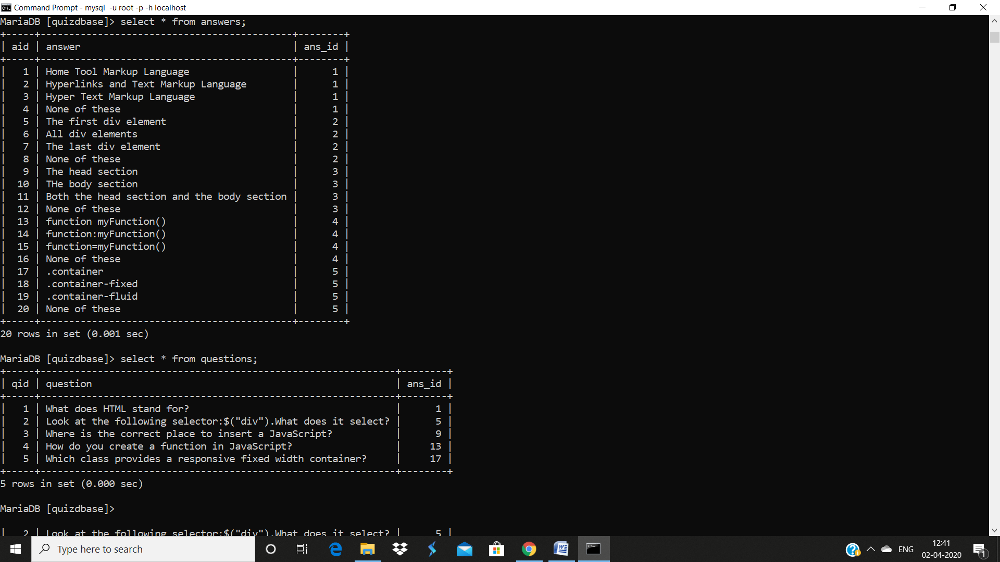 Command Prompt - mysql  -u root -p -h localhost
MariaDB [quizdbase]> select * from answers;
+-----+--------------------------------------------+--------+
| aid | answer                                     | ans_id |
+-----+--------------------------------------------+--------+
|   1 | Home Tool Markup Language                  |      1 |
|   2 | Hyperlinks and Text Markup Language        |      1 |
|   3 | Hyper Text Markup Language                 |      1 |
|   4 | None of these                              |      1 |
|   5 | The first div element                      |      2 |
|   6 | All div elements                           |      2 |
|   7 | The last div element                       |      2 |
|   8 | None of these                              |      2 |
|   9 | The head section                           |      3 |
|  10 | THe body section                           |      3 |
|  11 | Both the head section and the body section |      3 |
|  12 | None of these                              |      3 |
|  13 | function myFunction()                      |      4 |
|  14 | function:myFunction()                      |      4 |
|  15 | function=myFunction()                      |      4 |
|  16 | None of these                              |      4 |
|  17 | .container                                 |      5 |
|  18 | .container-fixed                           |      5 |
|  19 | .container-fluid                           |      5 |
|  20 | None of these                              |      5 |
+-----+--------------------------------------------+--------+
20 rows in set (0.001 sec)
MariaDB [quizdbase]> select * from questions;
+-----+--------------------------------------------------------------+--------+
| qid | question                                                     | ans_id |
+-----+--------------------------------------------------------------+--------+
|   1 | What does HTML stand for?                                    |      1 |
|   2 | Look at the following selector:$("div").What does it select? |      5 |
|   3 | Where is the correct place to insert a JavaScript?           |      9 |
|   4 | How do you create a function in JavaScript?                  |     13 |
|   5 | Which class provides a responsive fixed width container?     |     17 |
+-----+--------------------------------------------------------------+--------+
5 rows in set (0.000 sec)
MariaDB [quizdbase]>
|   2 | Look at the following selector:$("div").What does it select? |      5 |
Type here to search
ENG
12:41
02-04-2020
1